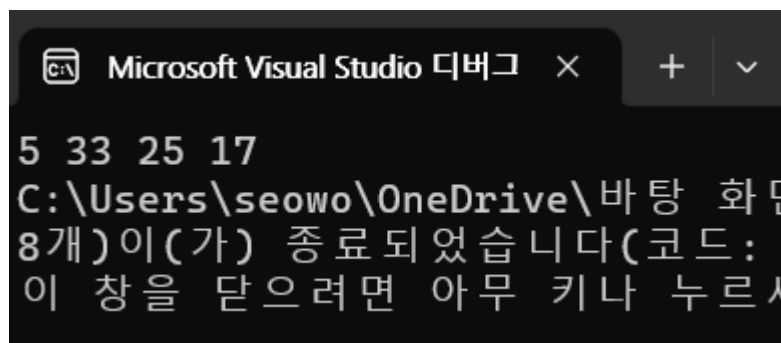 Microsoft Visual Studio 디버그
5 33 25 17
C:\Users\seowo\OneDrive\바탕 화면
8개)이(가) 종료되었습니다(코드:
이 창을 닫으려면 아무 키나 누르